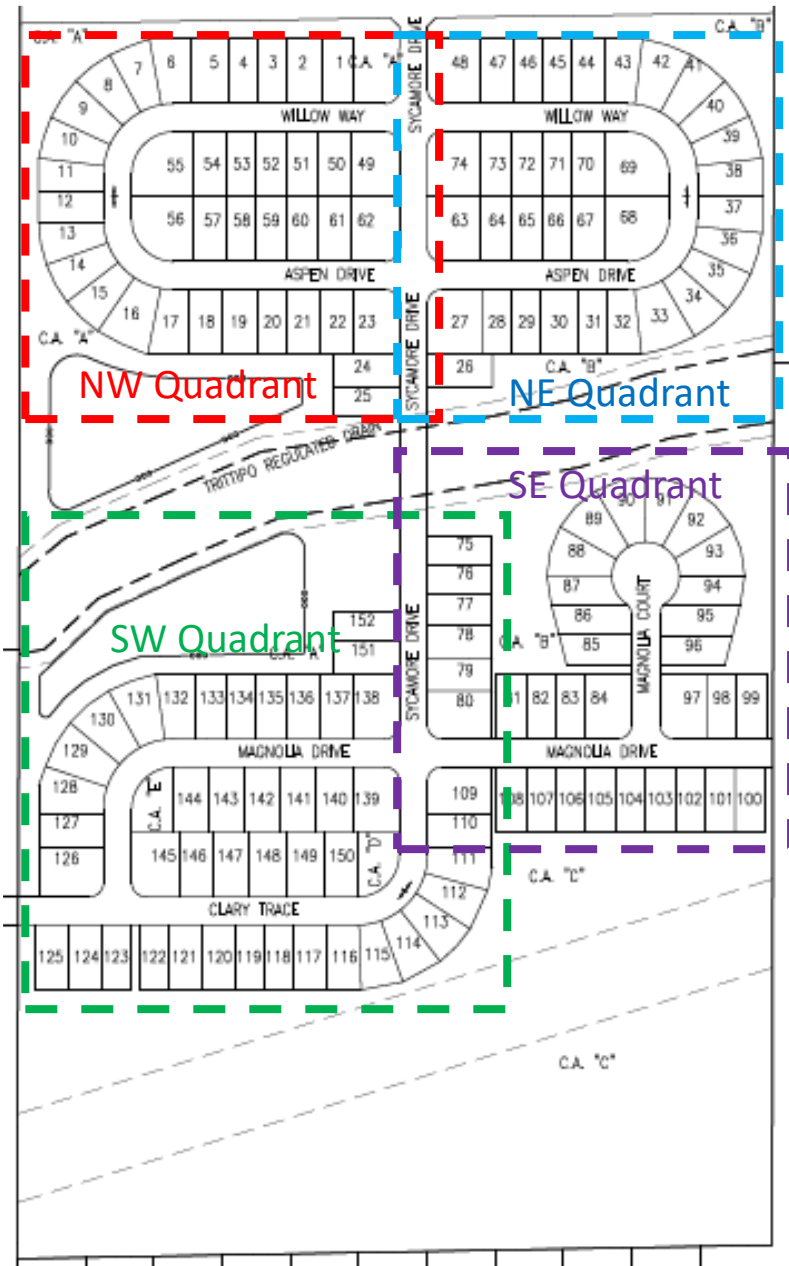 C.A. "A"
C.A. "B"
SYCAMORE DRIVE
7 6 5 4 3 2 1 C.A. "A" 48 47 46 45 44 43 42 41
8
9 40
10 39
WILLOW WAY WILLOW WAY
11 55 54 53 52 51 50 49 74 73 72 71 70 69 38
12 37
13 56 57 58 59 60 61 62 63 64 65 66 67 68 36
14 35
ASPEN DRIVE ASPEN DRIVE
15 34
16 17 18 19 20 21 22 23 27 28 29 30 31 32 33
SYCAMORE DRIVE
C.A. "A"
24 26 C.A. "B"
25
NW Quadrant NE Quadrant
TRITTIPO REGULATED DRAIN
SE Quadrant
90 91
89 92
75 88 93
76 87 94
77 86 95
152 78 C.A. "B" 85 96
SW Quadrant
C.A. "A"
151 79
SYCAMORE DRIVE
MAGNOLIA COURT
131 132 133 134 135 136 137 138 80 81 82 83 84 97 98 99
130
129
MAGNOLIA DRIVE MAGNOLIA DRIVE
128 C.A. "E" 144 143 142 141 140 139 109 108 107 106 105 104 103 102 101 100
127 110
126 145 146 147 148 149 150 C.A. "D" 111
C.A. "C"
112
CLARY TRACE
113
114
125 124 123 122 121 120 119 118 117 116 115
C.A. "C"